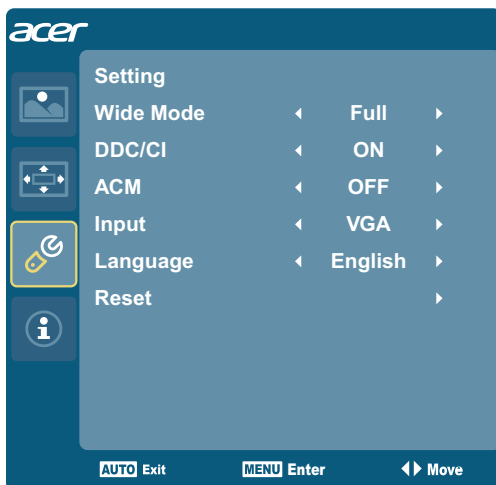 acer
Setting
Wide Mode Full
DDC/CI ON
ACM OFF
Input VGA
Language English
Reset
AUTO Exit MENU Enter Move